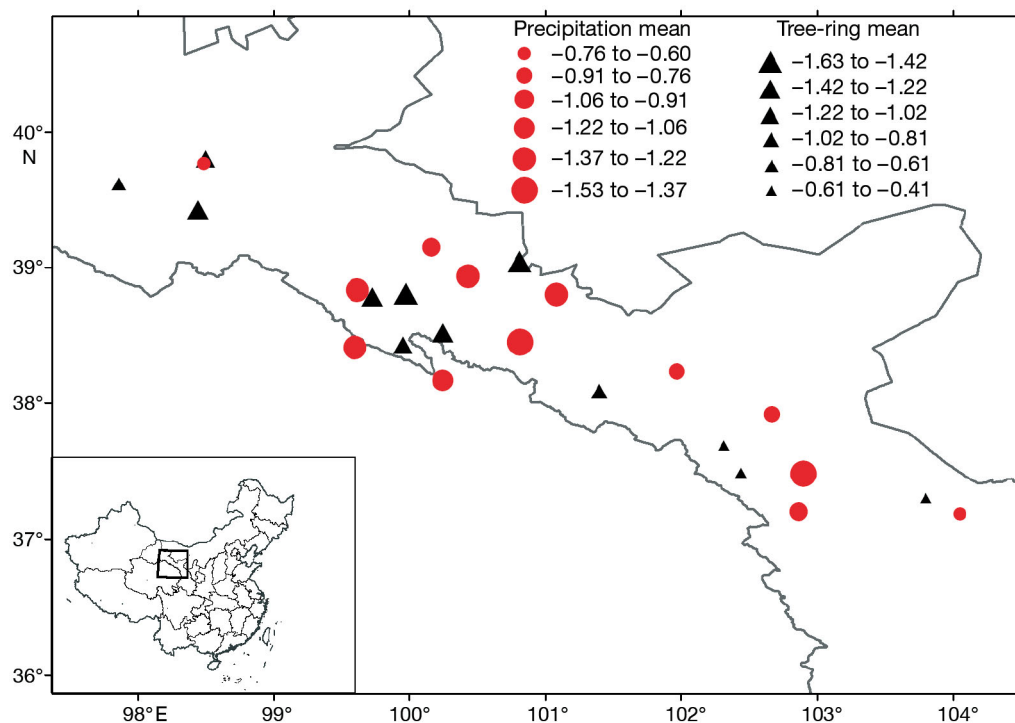 Precipitation mean
−0.76 to −0.60
−0.91 to −0.76
−1.06 to −0.91
−1.22 to −1.06
−1.37 to −1.22
−1.53 to −1.37
Tree-ring mean
−1.63 to −1.42
−1.42 to −1.22
−1.22 to −1.02
−1.02 to −0.81
−0.81 to −0.61
−0.61 to −0.41
40°
N
39°
38°
37°
36°
98° E
99°
100°
101°
102°
103°
104°